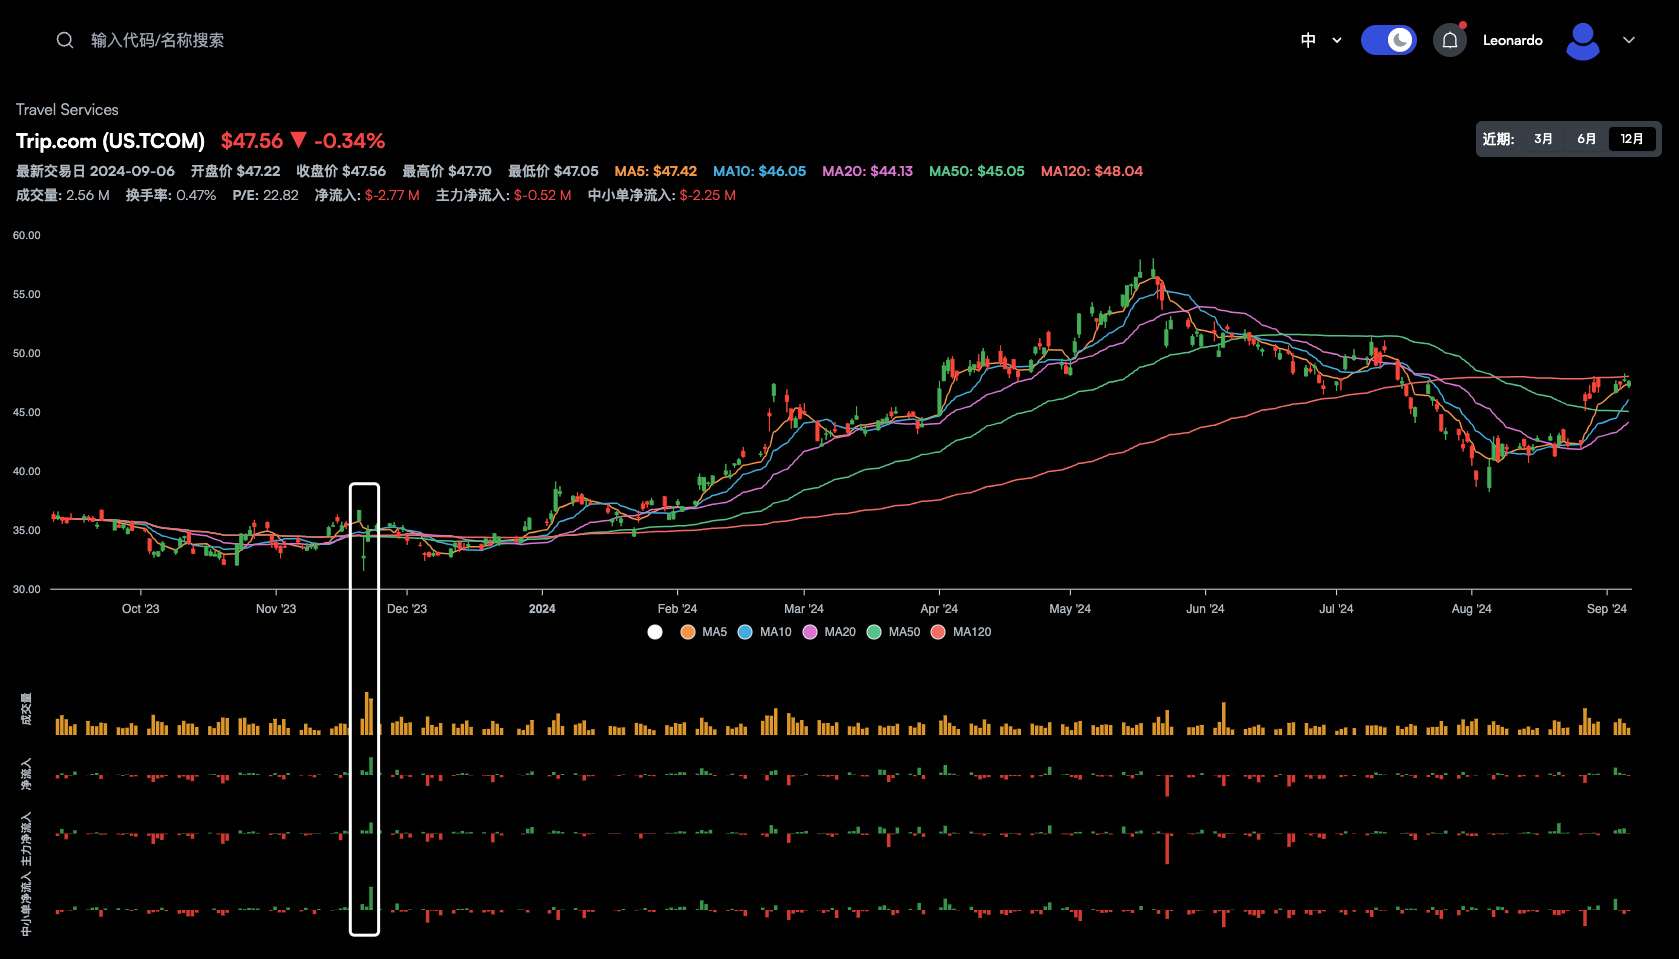 输入代码/名称搜索
中
Leonardo
Travel Services
Trip.com (US.TCOM) $47.56 ▼ -0.34%
近期: 3月 6月 12月
最新交易日 2024-09-06 开盘价 $47.22 收盘价 $47.56 最高价 $47.70 最低价 $47.05 MA5: $47.42 MA10: $46.05 MA20: $44.13 MA50: $45.05 MA120: $48.04
成交量: 2.56 M 换手率: 0.47% P/E: 22.82 净流入: $-2.77 M 主力净流入: $-0.52 M 中小单净流入: $-2.25 M
60.00
55.00
50.00
45.00
40.00
35.00
30.00
Oct '23 Nov '23 Dec '23 2024 Feb '24 Mar '24 Apr '24 May '24 Jun '24 Jul '24 Aug '24 Sep '24
MA5 MA10 MA20 MA50 MA120
成交量
净流入
主力净流入
中小单净流入